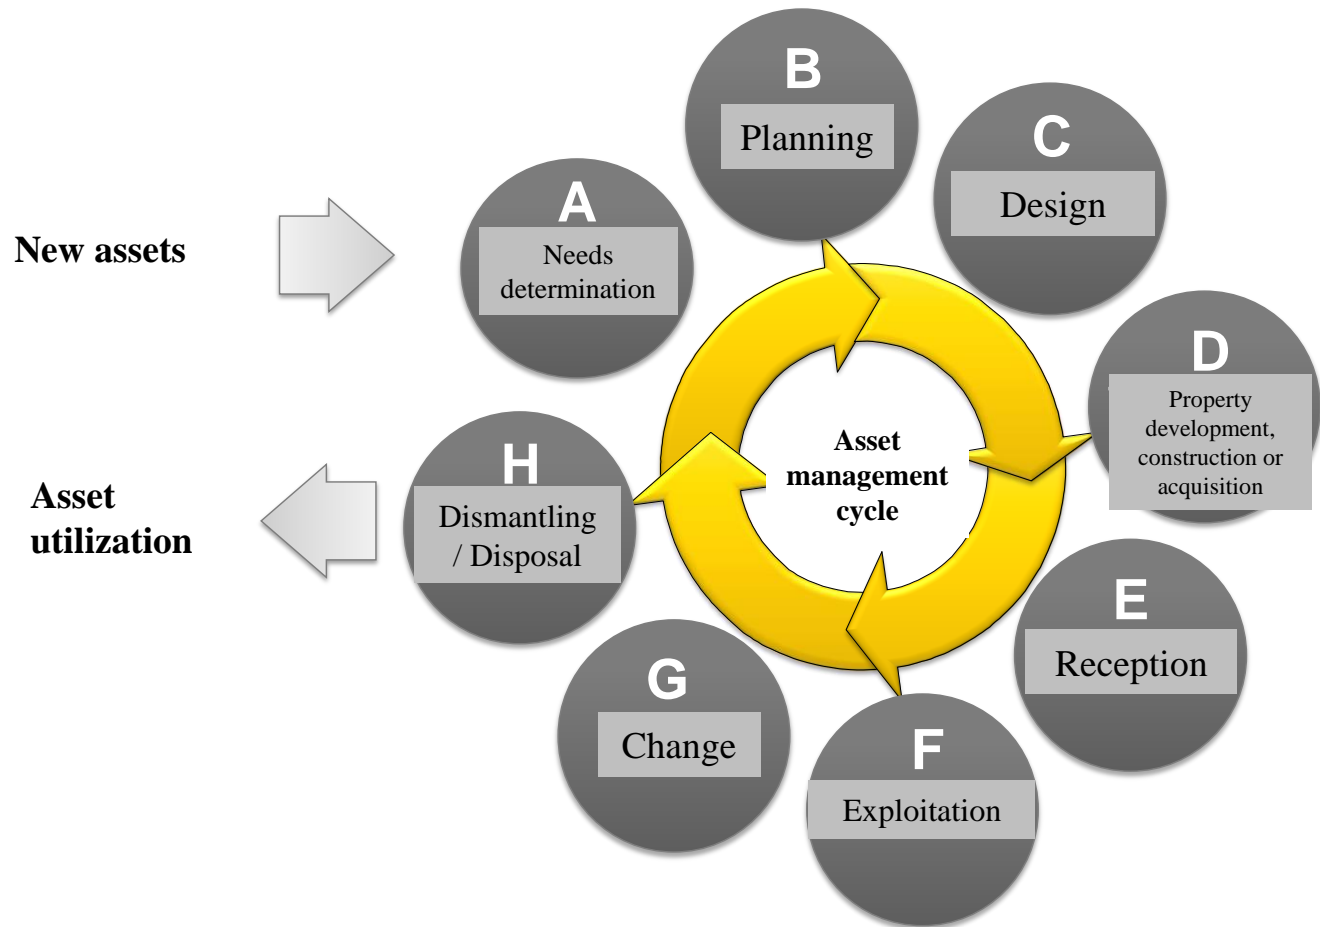 B
Planning
C
Design
A
Needs
determination
New assets
D
Property
development,
construction or
acquisition
Asset
management
cycle
H
Dismantling
/ Disposal
Asset
utilization
E
Reception
G
Change
F
Exploitation